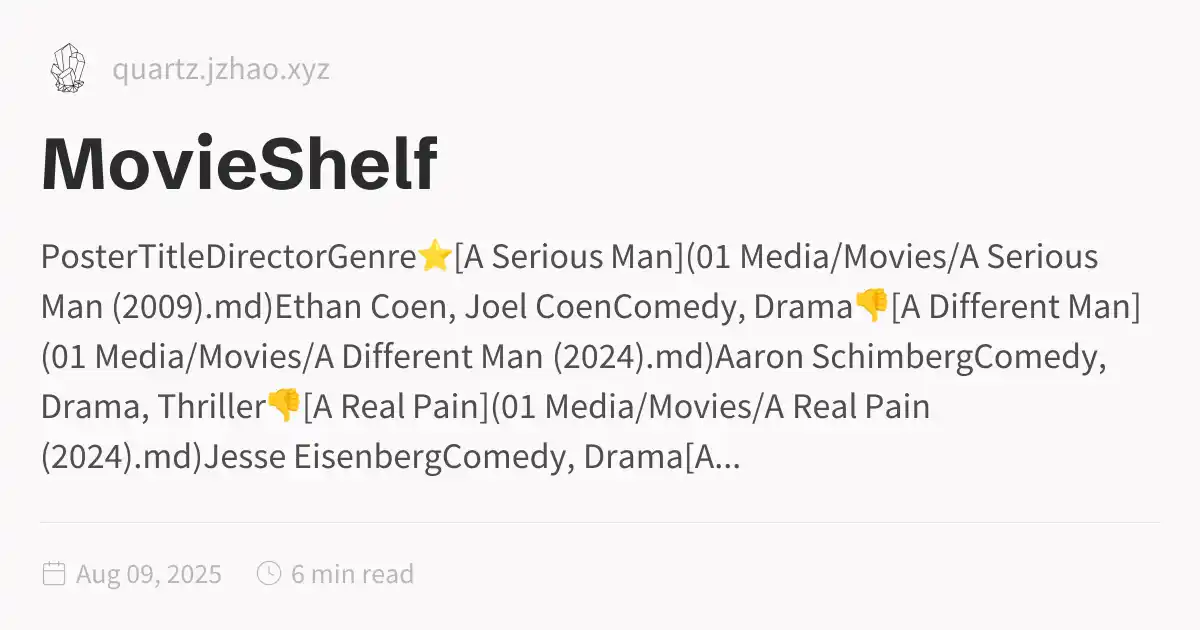 quartz.jzhao.xyz
MovieShelf
PosterTitleDirectorGenre⭐[A Serious Man](01 Media/Movies/A Serious
Man (2009).md)Ethan Coen, Joel CoenComedy, Drama👎[A Different Man]
(01 Media/Movies/A Different Man (2024).md)Aaron SchimbergComedy,
Drama, Thriller👎[A Real Pain](01 Media/Movies/A Real Pain
(2024).md)Jesse EisenbergComedy, Drama[A...
Aug 09, 2025 6 min read